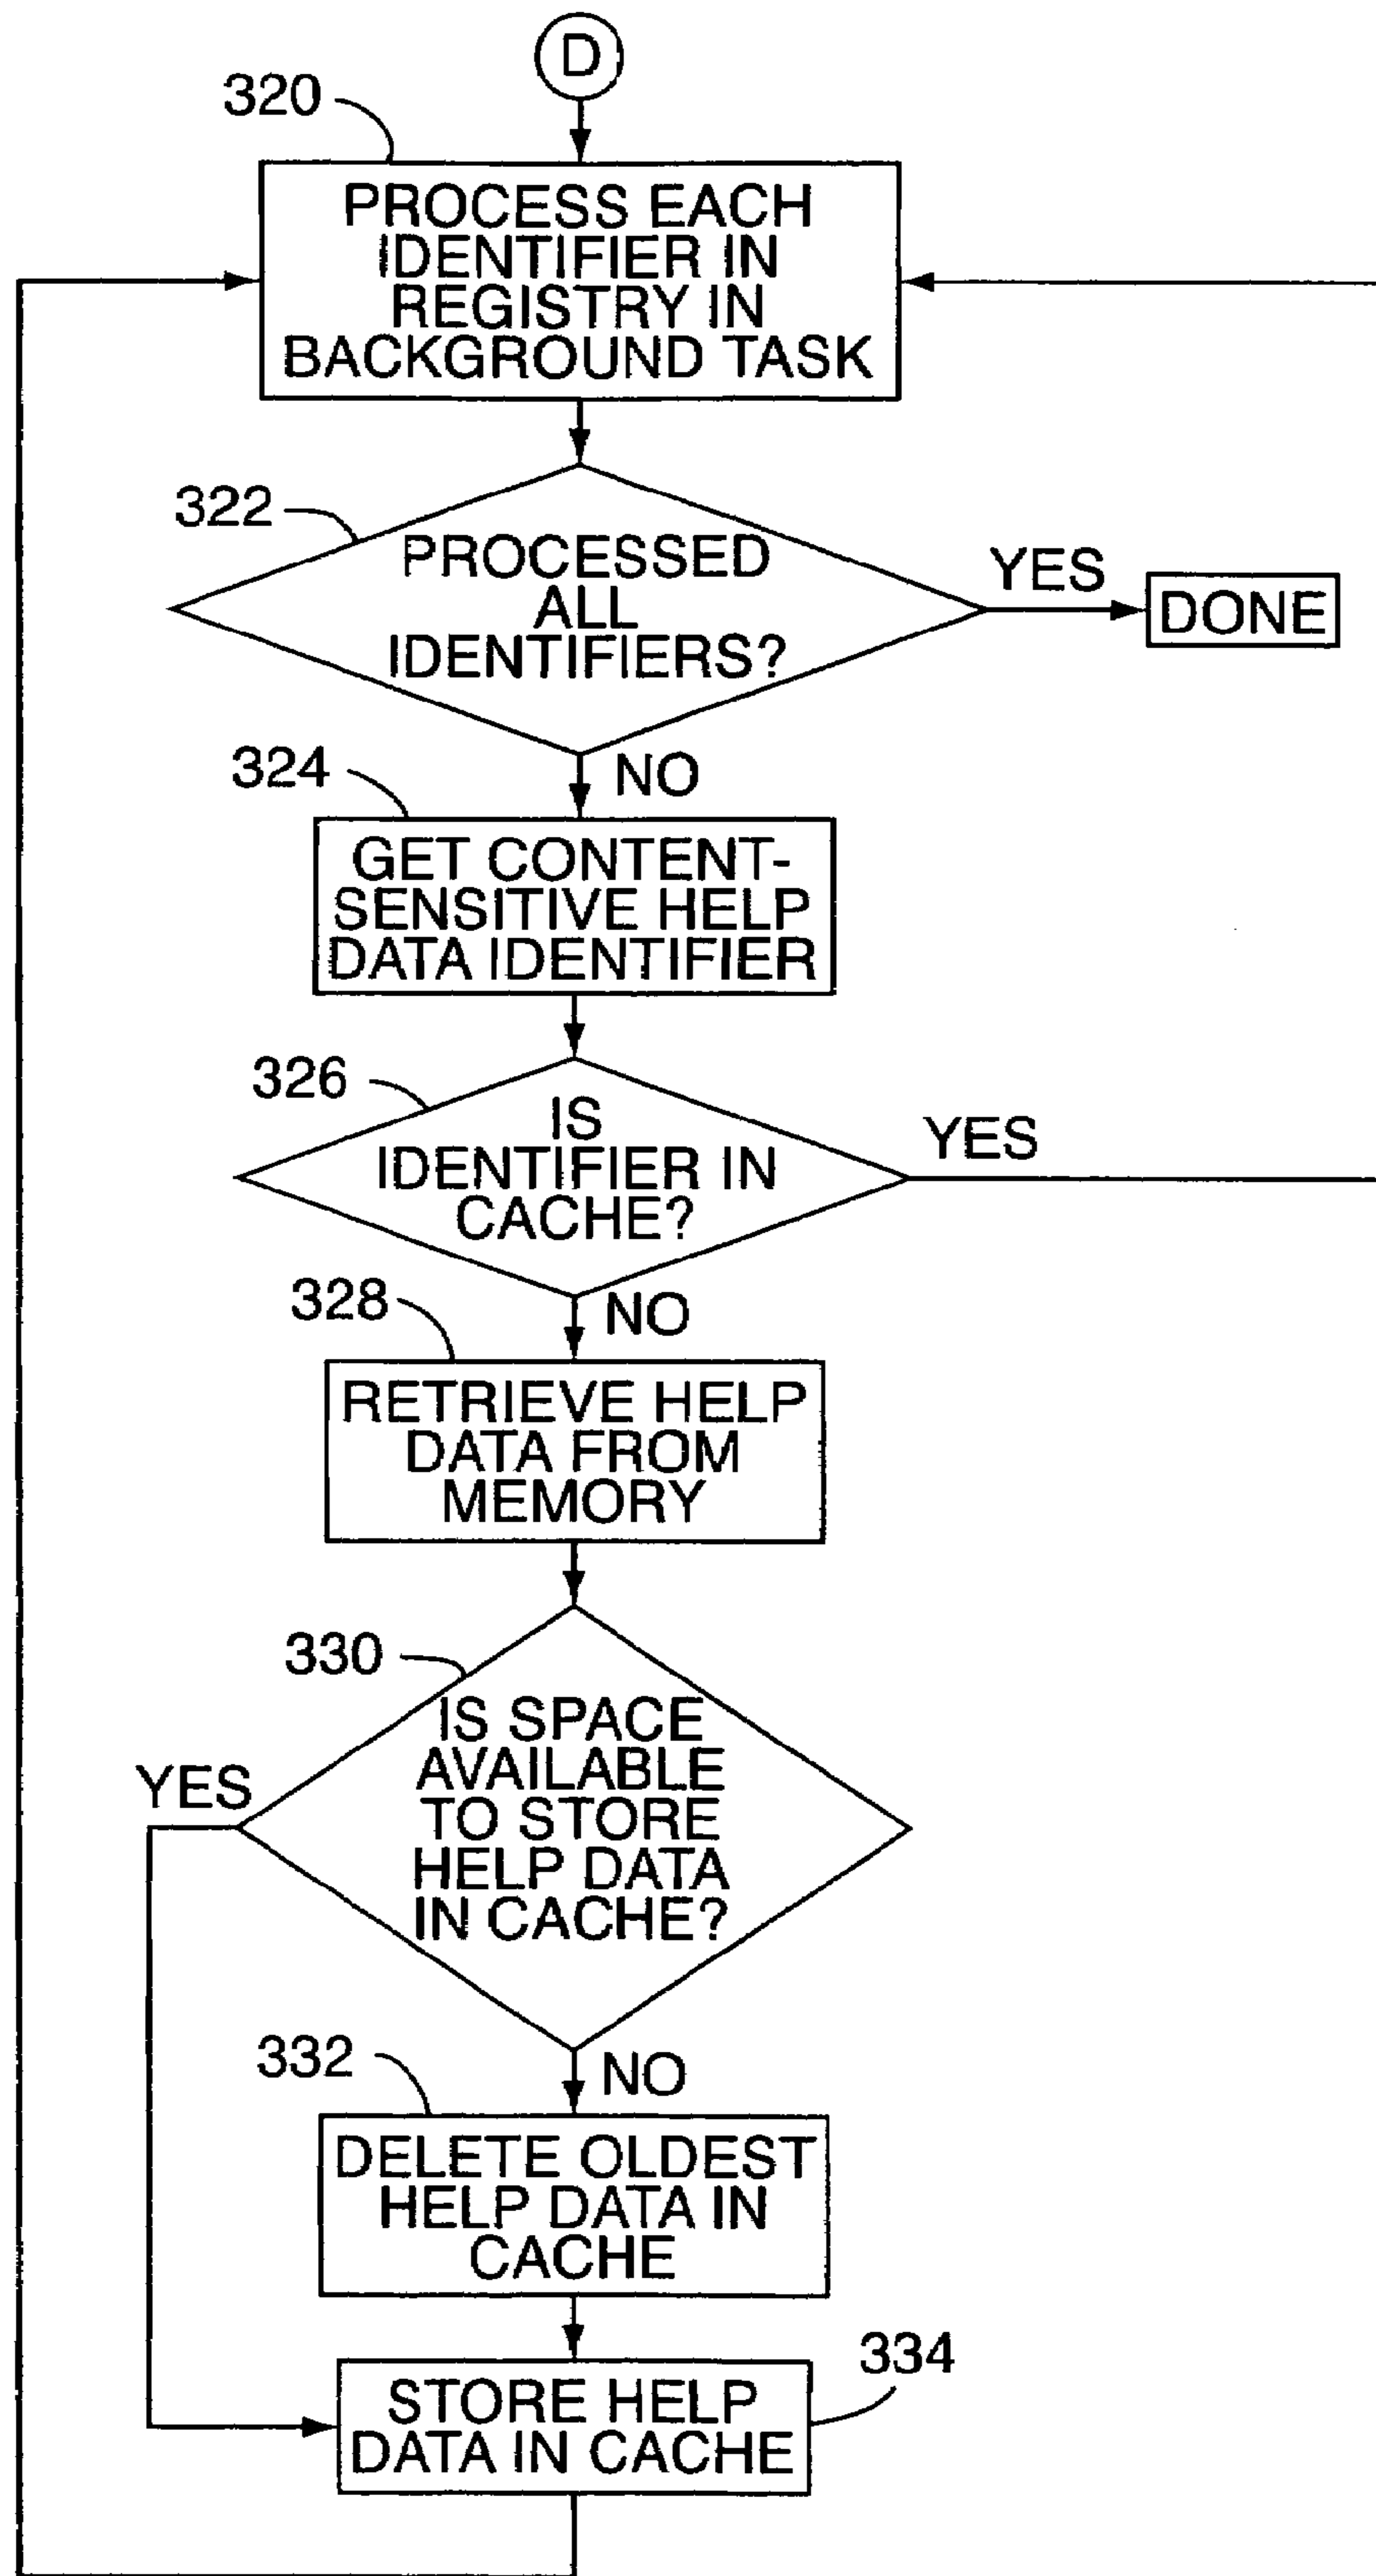 D
320
PROCESS EACH
IDENTIFIER IN
REGISTRY IN
BACKGROUND TASK
322
PROCESSED
ALL
IDENTIFIERS?
YES
DONE
NO
324
GET CONTENT-
SENSITIVE HELP
DATA IDENTIFIER
326
IS
IDENTIFIER IN
CACHE?
YES
NO
328
RETRIEVE HELP
DATA FROM
MEMORY
330
IS SPACE
AVAILABLE
TO STORE
HELP DATA
IN CACHE?
YES
NO
332
DELETE OLDEST
HELP DATA IN
CACHE
334
STORE HELP
DATA IN CACHE